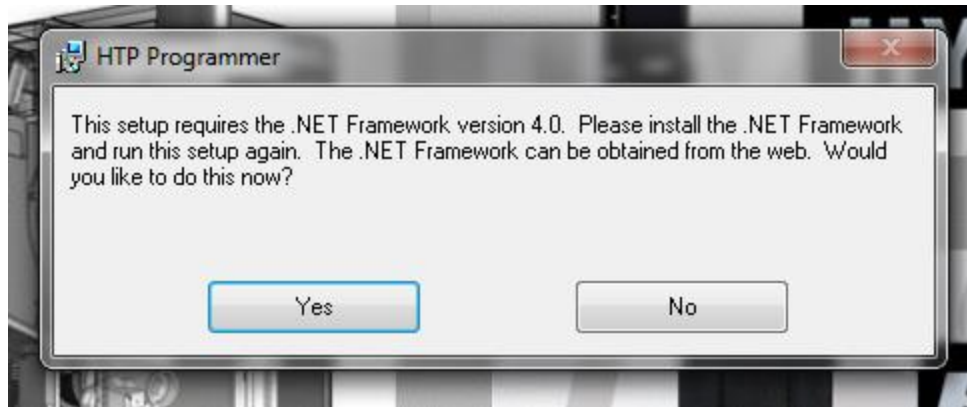 HTP Programmer
This setup requires the .NET Framework version 4.0.  Please install the .NET Framework
and run this setup again.  The .NET Framework can be obtained from the web.  Would
you like to do this now?
Yes
No